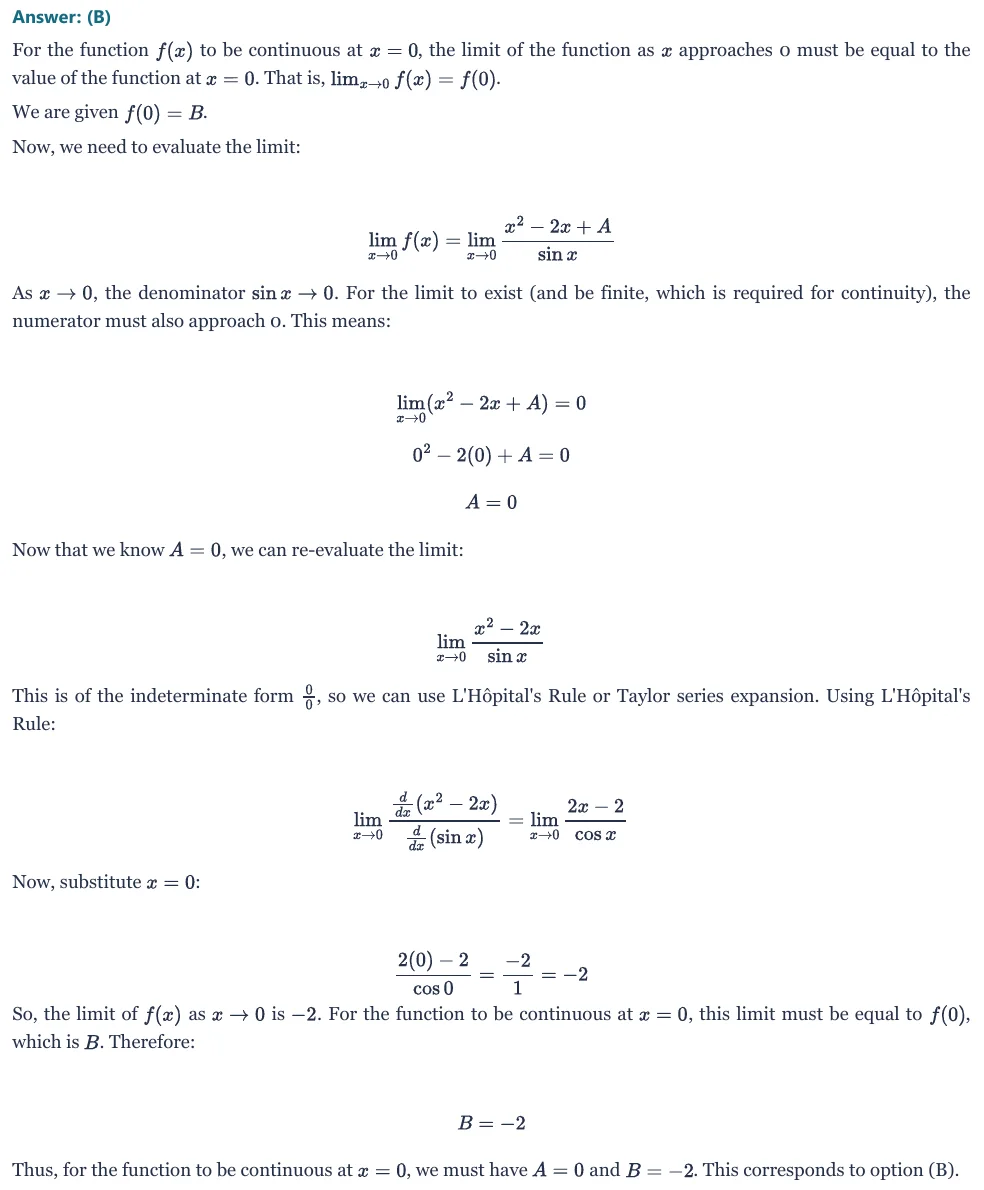 Answer: (B)
For the function f(x) to be continuous at x = 0, the limit of the function as x approaches 0 must be equal to the
value of the function at x = 0. That is, lim_{x→0} f(x) = f(0).
We are given f(0) = B.
Now, we need to evaluate the limit:
lim_{x→0} f(x) = lim_{x→0} \frac{x² − 2x + A}{sin x}
As x → 0, the denominator sin x → 0. For the limit to exist (and be finite, which is required for continuity), the
numerator must also approach 0. This means:
lim_{x→0}(x² − 2x + A) = 0
0² − 2(0) + A = 0
A = 0
Now that we know A = 0, we can re-evaluate the limit:
lim_{x→0} \frac{x² − 2x}{sin x}
This is of the indeterminate form \frac{0}{0}, so we can use L'Hôpital's Rule or Taylor series expansion. Using L'Hôpital's
Rule:
lim_{x→0} \frac{\frac{d}{dx}(x² − 2x)}{\frac{d}{dx}(sin x)} = lim_{x→0} \frac{2x − 2}{cos x}
Now, substitute x = 0:
\frac{2(0) − 2}{cos 0} = \frac{−2}{1} = −2
So, the limit of f(x) as x → 0 is −2. For the function to be continuous at x = 0, this limit must be equal to f(0),
which is B. Therefore:
B = −2
Thus, for the function to be continuous at x = 0, we must have A = 0 and B = −2. This corresponds to option (B).